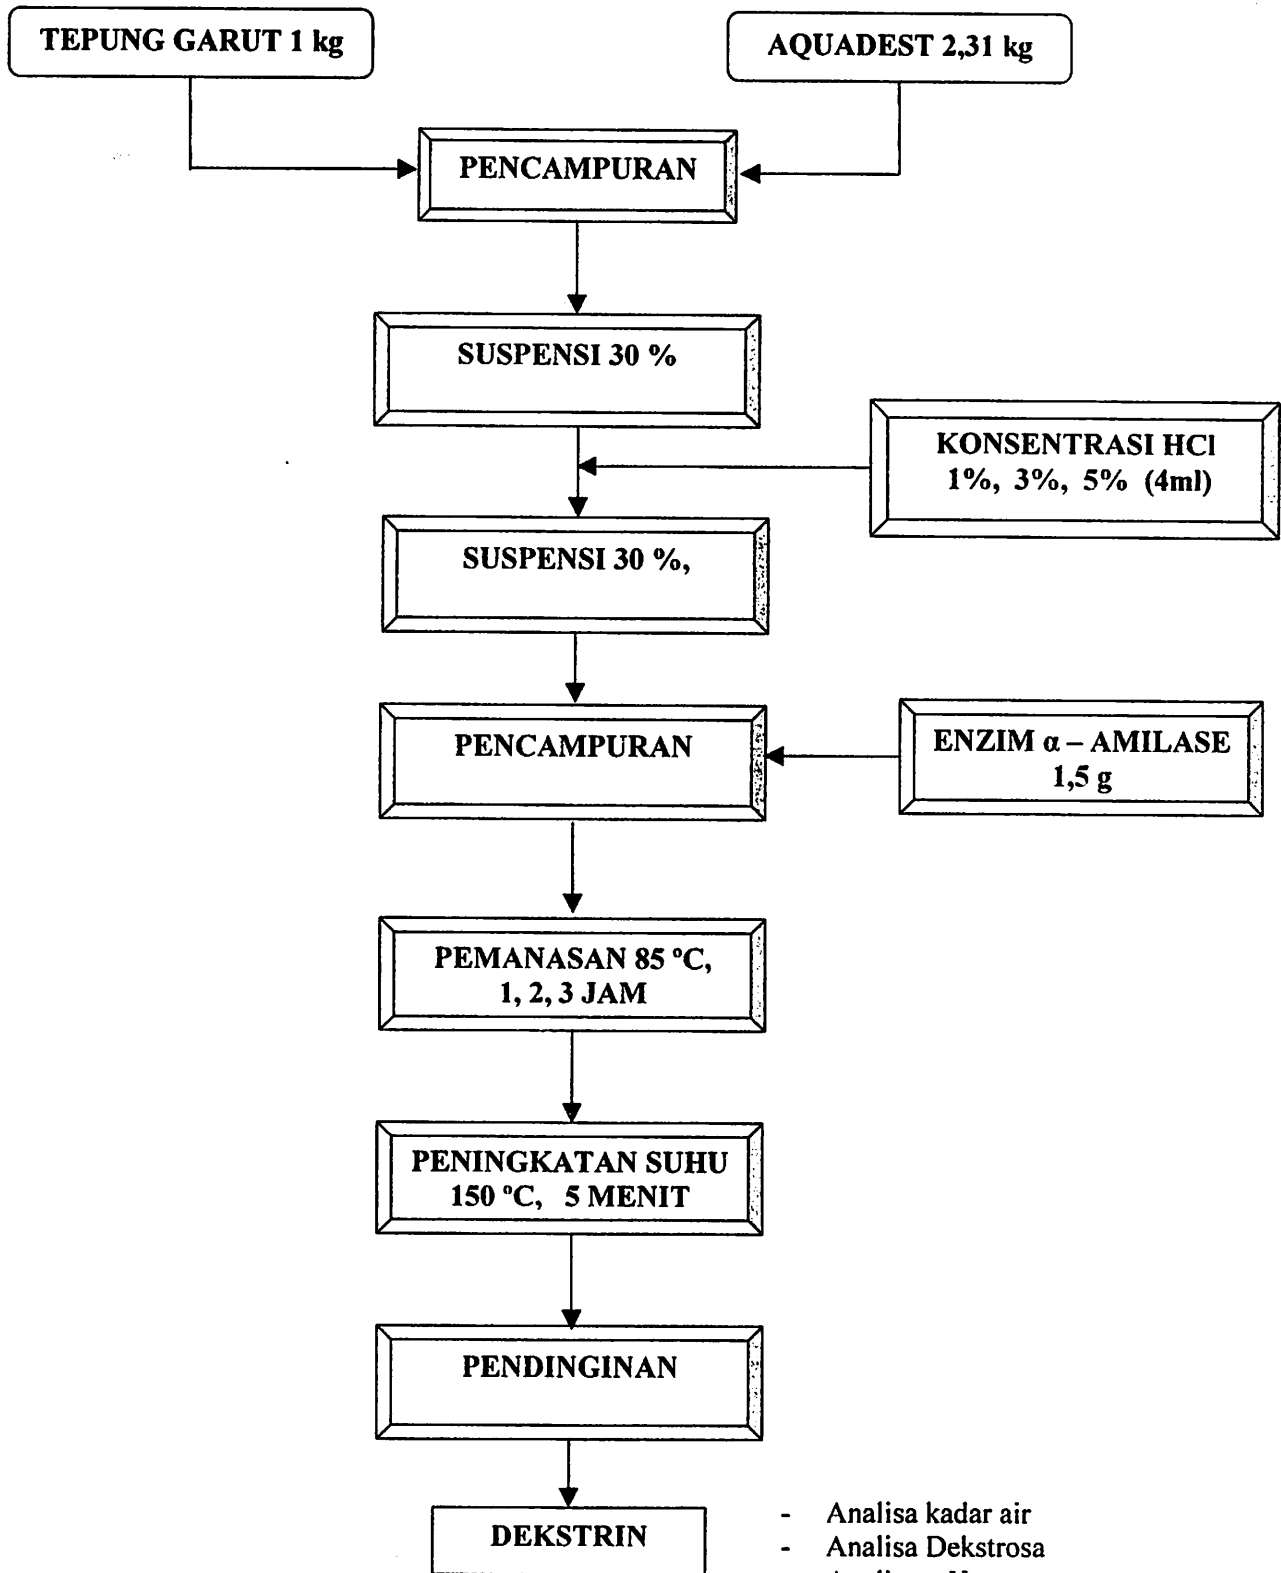 TEPUNG GARUT 1 kg
AQUADEST 2,31 kg
PENCAMPURAN
SUSPENSI 30 %
KONSENTRASI HCl
1%, 3%, 5% (4ml)
SUSPENSI 30 %,
PENCAMPURAN
ENZIM α – AMILASE
1,5 g
PEMANASAN 85 ºC,
1, 2, 3 JAM
PENINGKATAN SUHU
150 ºC, 5 MENIT
PENDINGINAN
DEKSTRIN
- Analisa kadar air
- Analisa Dekstrosa